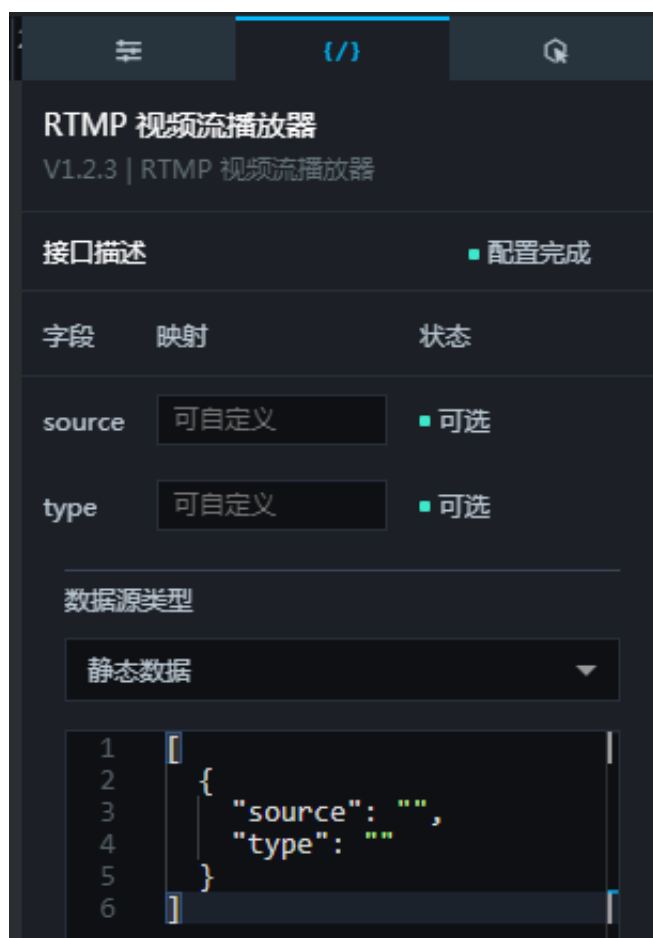 {/}
RTMP 视频流播放器
V1.2.3 | RTMP 视频流播放器
接口描述 配置完成
字段 映射 状态
source 可自定义 可选
type 可自定义 可选
数据源类型
静态数据
1 [
2 {
3 "source": "",
4 "type": ""
5 }
6 ]